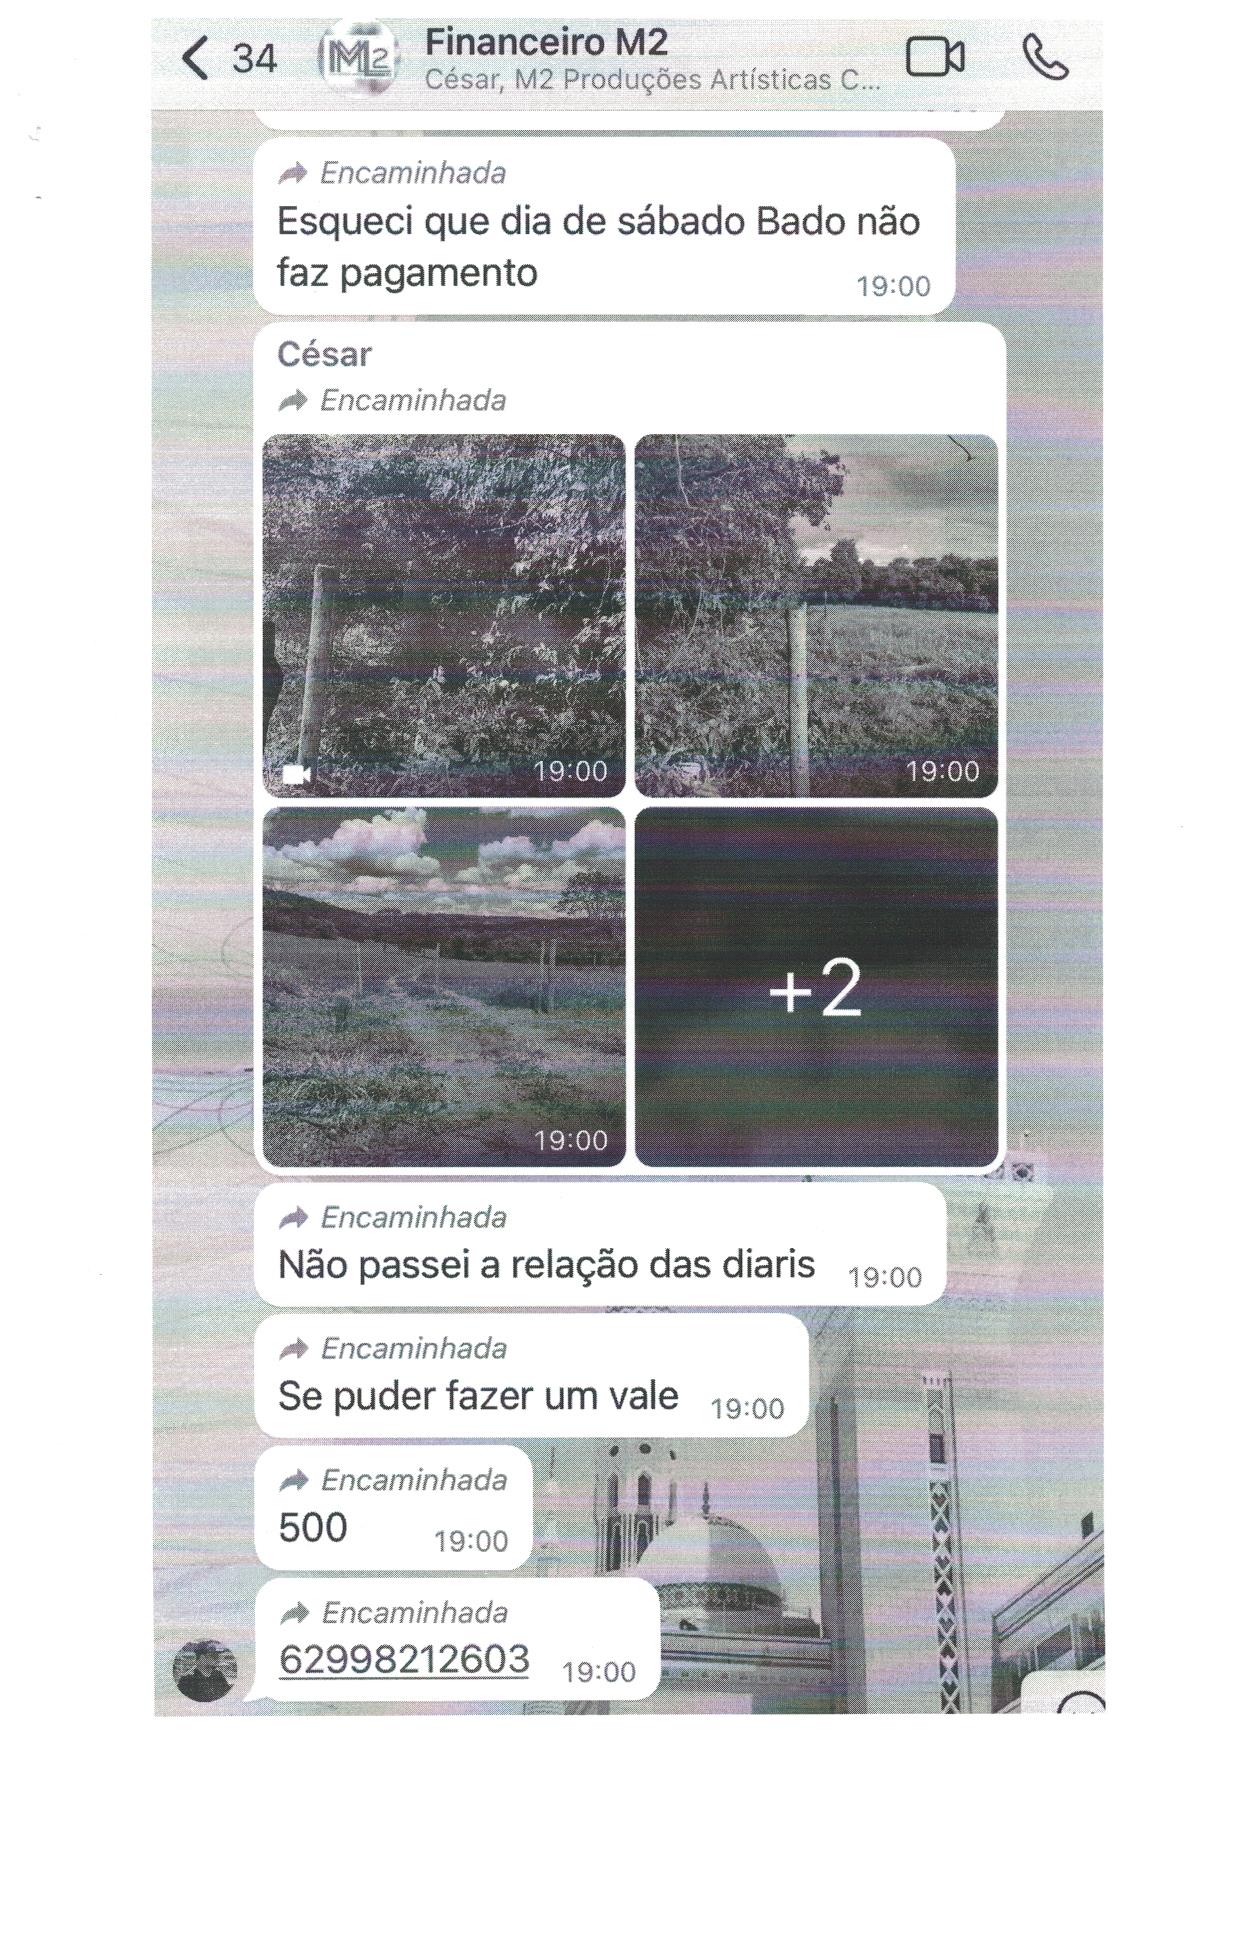 34
M2
Financeiro M2
César, M2 Produções Artísticas C...
Encaminhada
Esqueci que dia de sábado Bado não
faz pagamento
19:00
César
Encaminhada
19:00
19:00
19:00
+2
Encaminhada
Não passei a relação das diaris 19:00
Encaminhada
Se puder fazer um vale 19:00
Encaminhada
500 19:00
Encaminhada
62998212603 19:00